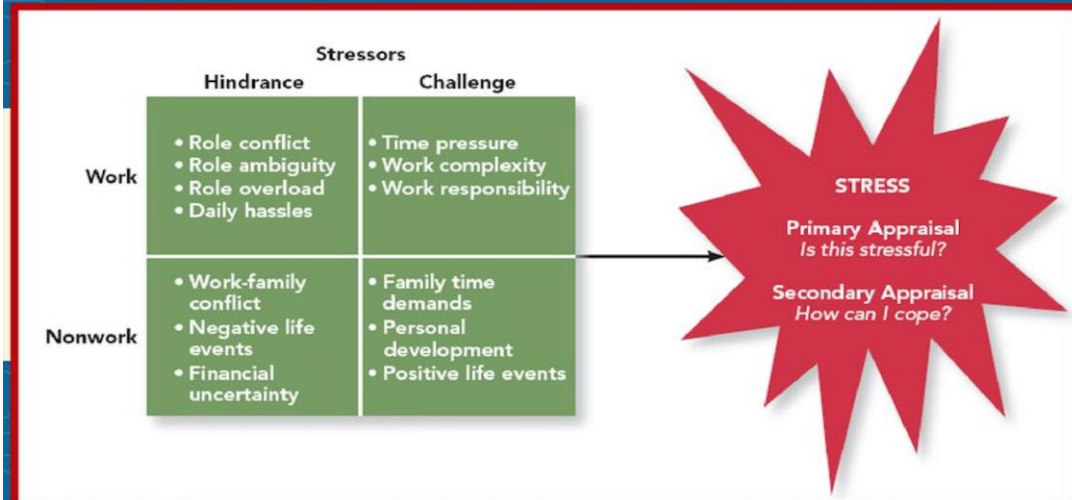 Stressors
Hindrance
Challenge
Work
• Role conflict
• Role ambiguity
• Role overload
• Daily hassles
• Time pressure
• Work complexity
• Work responsibility
Nonwork
• Work-family
conflict
• Negative life
events
• Financial
uncertainty
• Family time
demands
• Personal
development
• Positive life events
STRESS
Primary Appraisal
Is this stressful?
Secondary Appraisal
How can I cope?